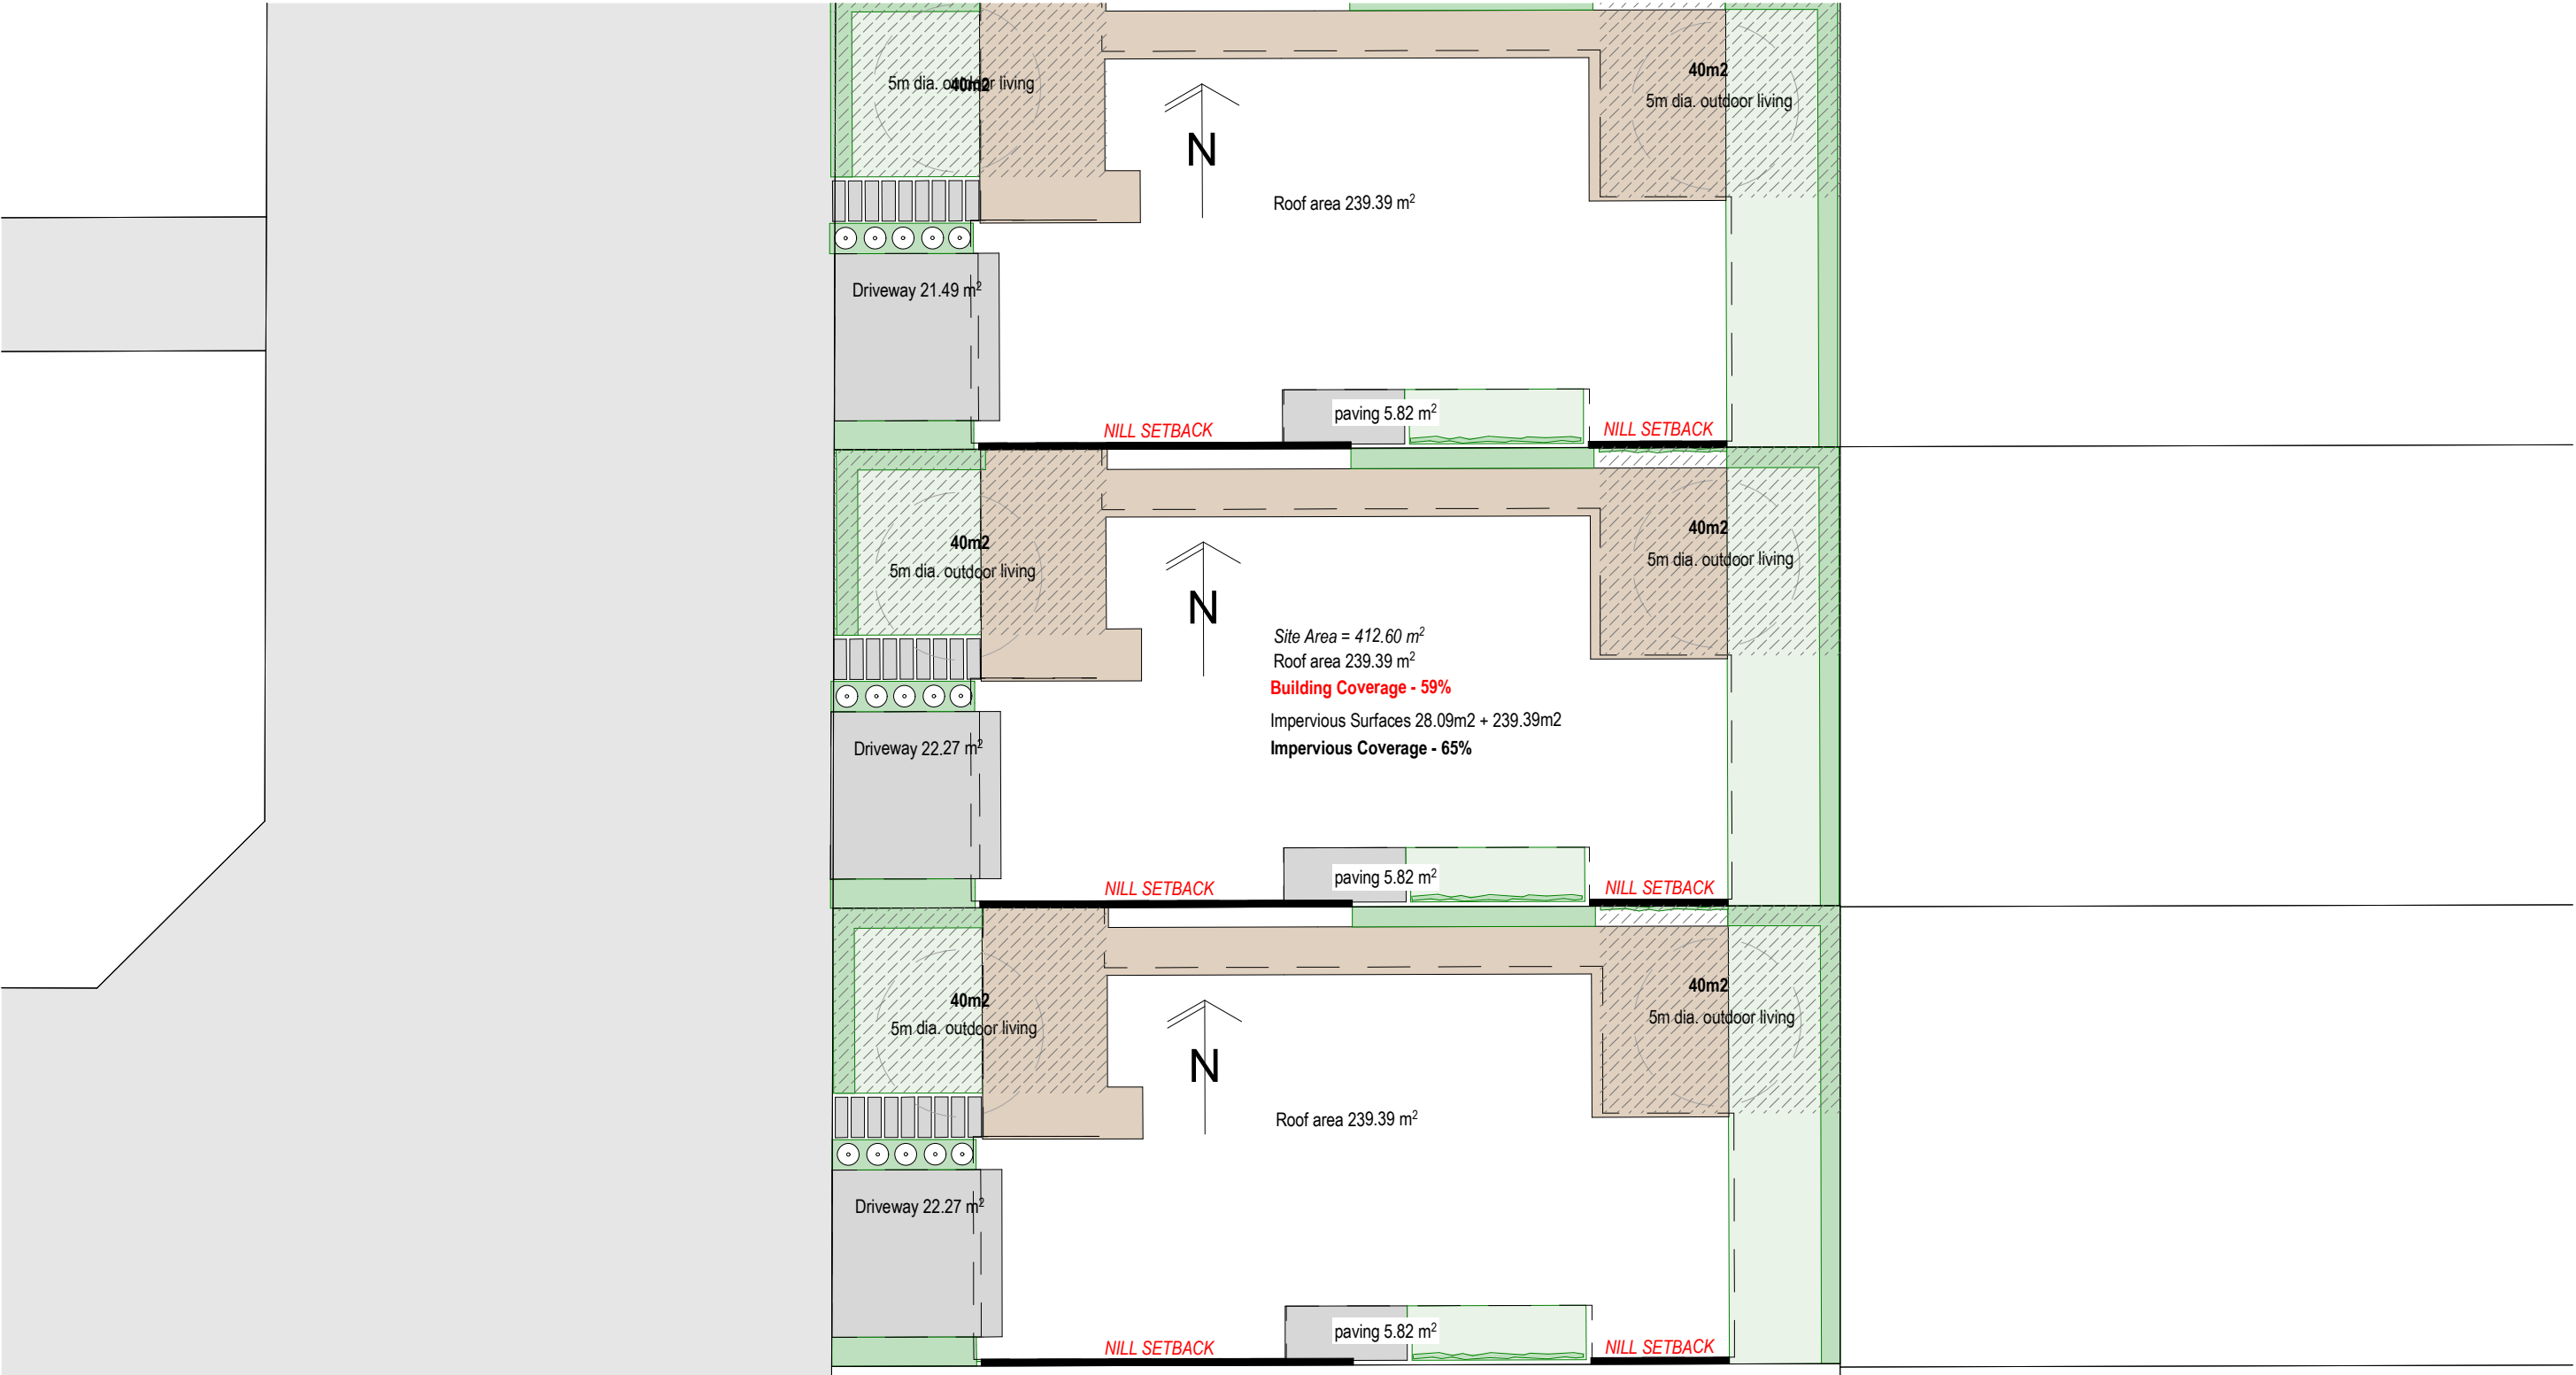 5m dia. outdoor living
40m2
40m2
5m dia. outdoor living
N
Roof area 239.39 m²
Driveway 21.49 m²
paving 5.82 m²
NILL SETBACK
NILL SETBACK
40m2
5m dia. outdoor living
40m2
5m dia. outdoor living
N
Site Area = 412.60 m²
Roof area 239.39 m²
Building Coverage - 59%
Impervious Surfaces 28.09m2 + 239.39m2
Impervious Coverage - 65%
Driveway 22.27 m²
paving 5.82 m²
NILL SETBACK
NILL SETBACK
40m2
5m dia. outdoor living
40m2
5m dia. outdoor living
N
Roof area 239.39 m²
Driveway 22.27 m²
paving 5.82 m²
NILL SETBACK
NILL SETBACK